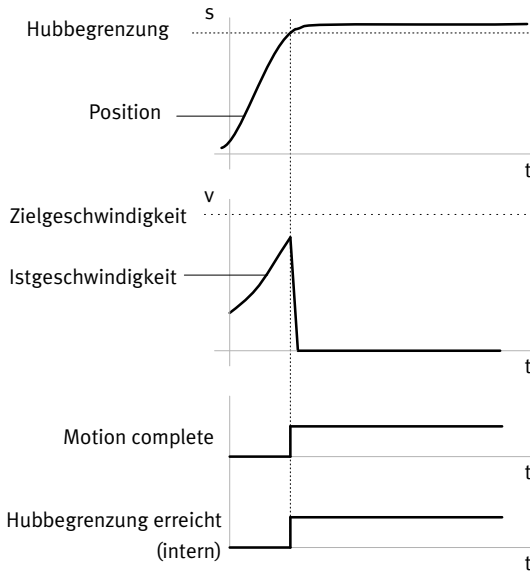 s
Hubbegrenzung
Position
t
v
Zielgeschwindigkeit
Istgeschwindigkeit
t
Motion complete
t
Hubbegrenzung erreicht
(intern)
t